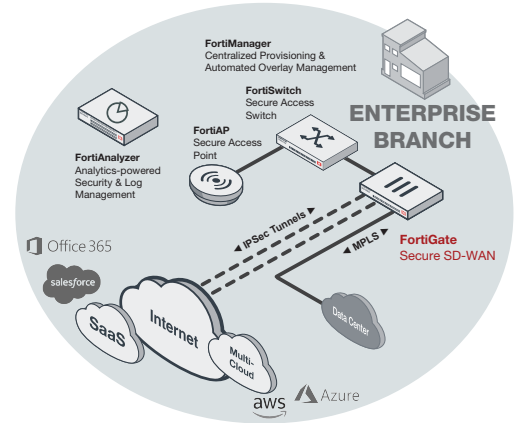 FortiManager
Centralized Provisioning &
Automated Overlay Management
FortiSwitch
Secure Access
Switch
ENTERPRISE
BRANCH
FortiAP
Secure Access
Point
FortiAnalyzer
Analytics-powered
Security & Log
Management
IPSec Tunnels
MPLS
FortiGate
Secure SD-WAN
Office 365
salesforce
SaaS
Internet
Multi-
Cloud
Data Center
aws
Azure